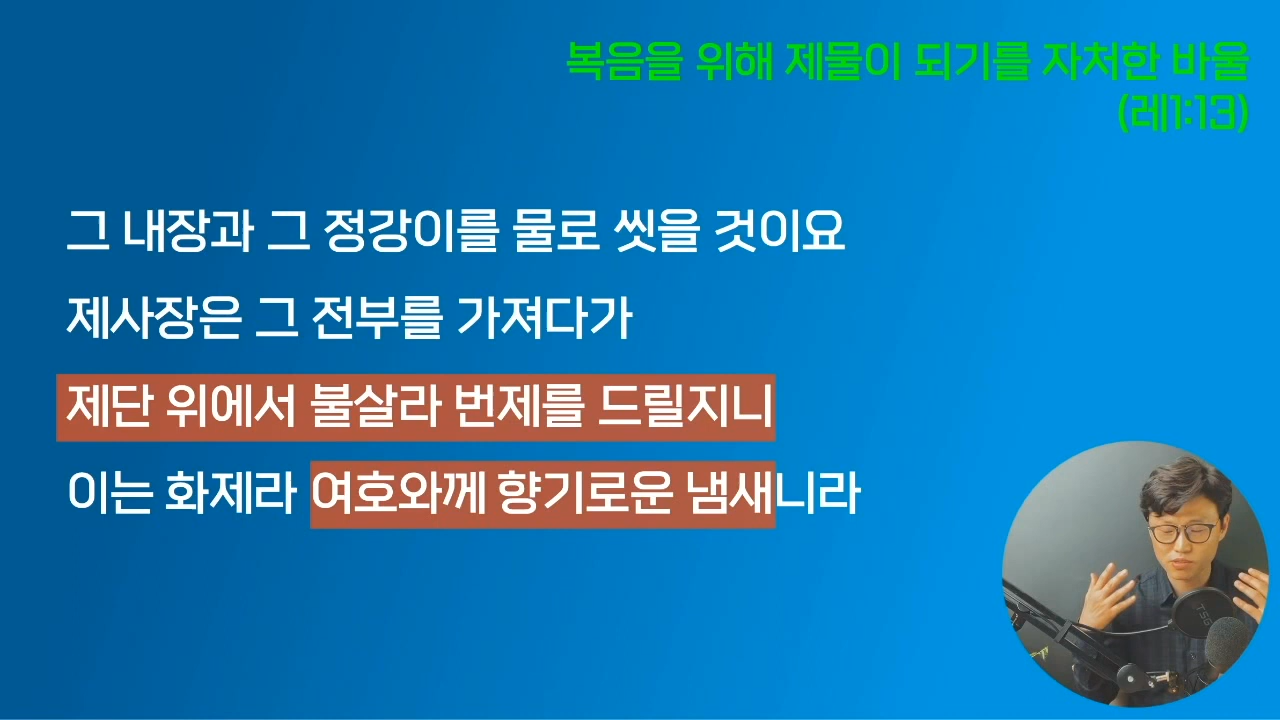 복음을 위해 제물이 되기를 자처한 바울
(레1:13)
그 내장과 그 정강이를 물로 씻을 것이요
제사장은 그 전부를 가져다가
제단 위에서 불살라 번제를 드릴지니
이는 화제라 여호와께 향기로운 냄새니라
TSG